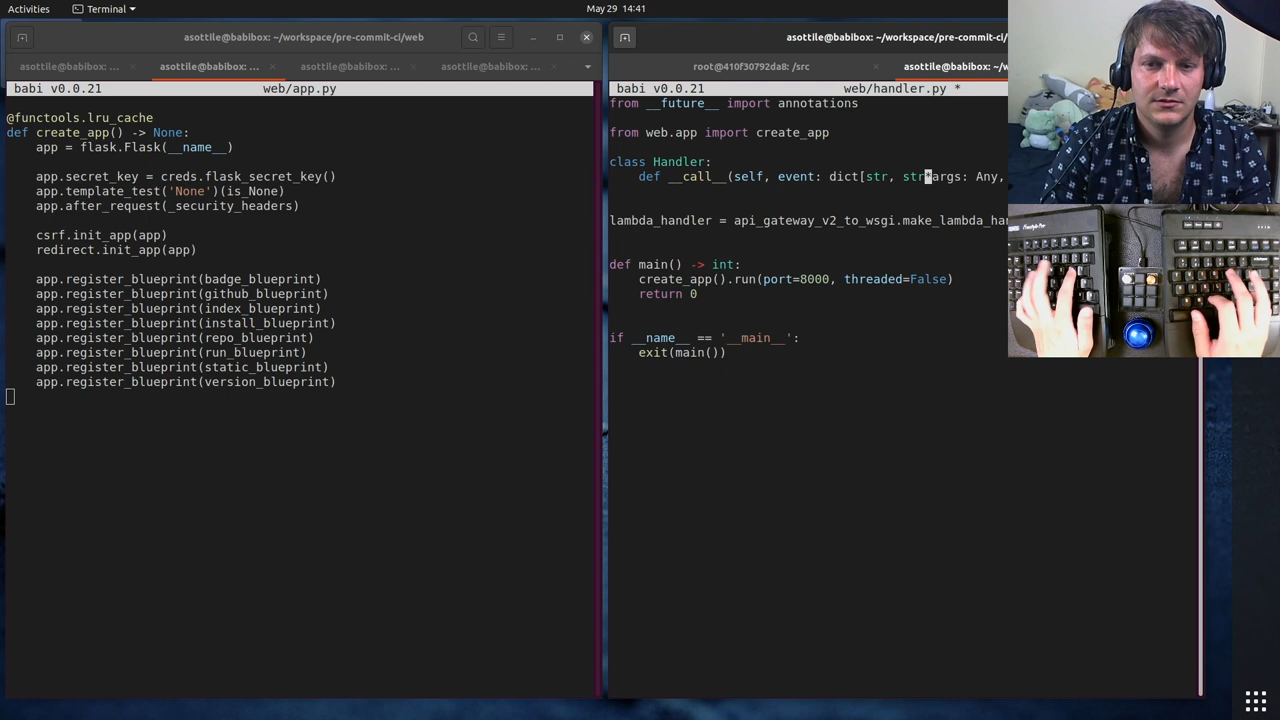 Activities
Terminal
May 29 14:41
asottile@babibox: ~/workspace/pre-commit-ci/web
asottile@babibox: ~/workspace/pre-commit-ci/
asottile@babibox: ...
asottile@babibox: ...
asottile@babibox: ...
asottile@babibox: ...
root@410f30792da8: /src
asottile@babibox: ~/w
babi v0.0.21
web/app.py
@functools.lru_cache
def create_app() -> None:
    app = flask.Flask(__name__)
    app.secret_key = creds.flask_secret_key()
    app.template_test('None')(is_None)
    app.after_request(_security_headers)
    csrf.init_app(app)
    redirect.init_app(app)
    app.register_blueprint(badge_blueprint)
    app.register_blueprint(github_blueprint)
    app.register_blueprint(index_blueprint)
    app.register_blueprint(install_blueprint)
    app.register_blueprint(repo_blueprint)
    app.register_blueprint(run_blueprint)
    app.register_blueprint(static_blueprint)
    app.register_blueprint(version_blueprint)
babi v0.0.21
web/handler.py *
from __future__ import annotations
from web.app import create_app
class Handler:
    def __call__(self, event: dict[str, str*args: Any,
lambda_handler = api_gateway_v2_to_wsgi.make_lambda_han
def main() -> int:
    create_app().run(port=8000, threaded=False)
    return 0
if __name__ == '__main__':
    exit(main())